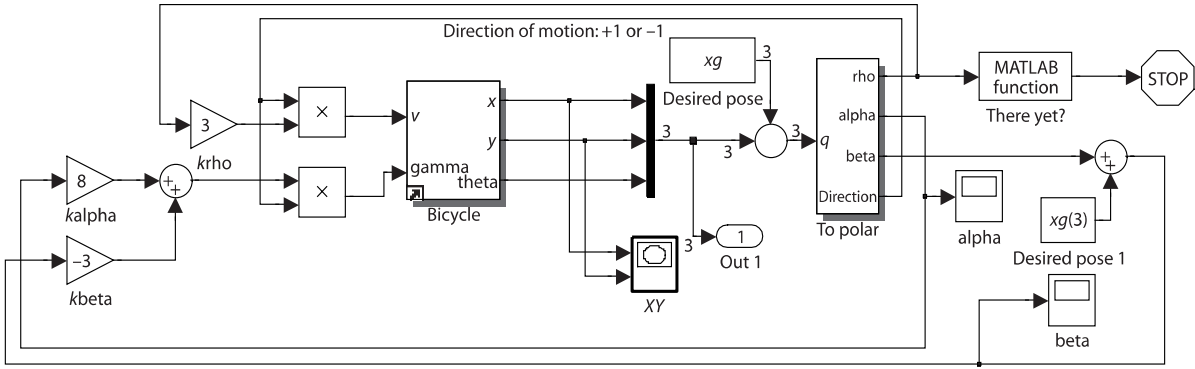 Direction of motion: +1 or –1
xg
3
Desired pose
rho
MATLAB
function
There yet?
STOP
3
krho
×
v
x
3
3
3
q
alpha
y
beta
+
+
8
kalpha
+
+
×
gamma
theta
Bicycle
Direction
To polar
alpha
xg(3)
Desired pose 1
–3
kbeta
3
1
Out 1
XY
beta